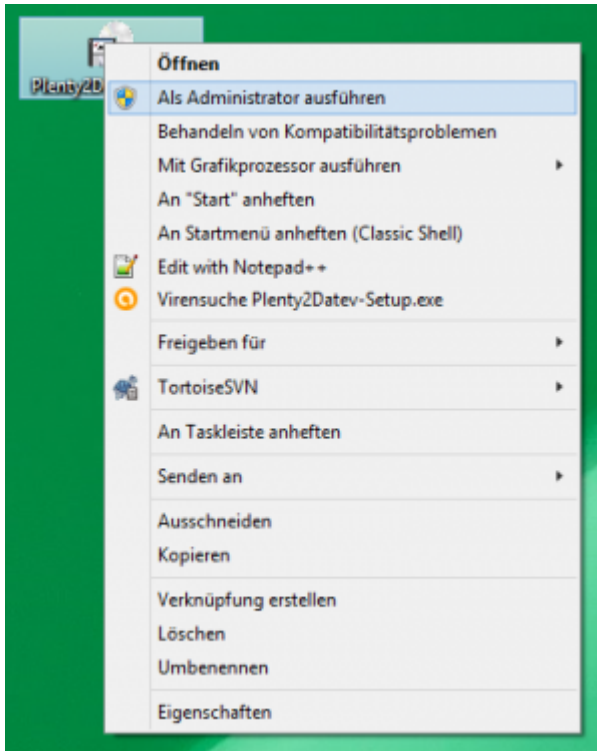 Plenty2D
Öffnen
Als Administrator ausführen
Behandeln von Kompatibilitätsproblemen
Mit Grafikprozessor ausführen
An "Start" anheften
An Startmenü anheften (Classic Shell)
Edit with Notepad++
Virensuche Plenty2Datev-Setup.exe
Freigeben für
TortoiseSVN
An Taskleiste anheften
Senden an
Ausschneiden
Kopieren
Verknüpfung erstellen
Löschen
Umbenennen
Eigenschaften